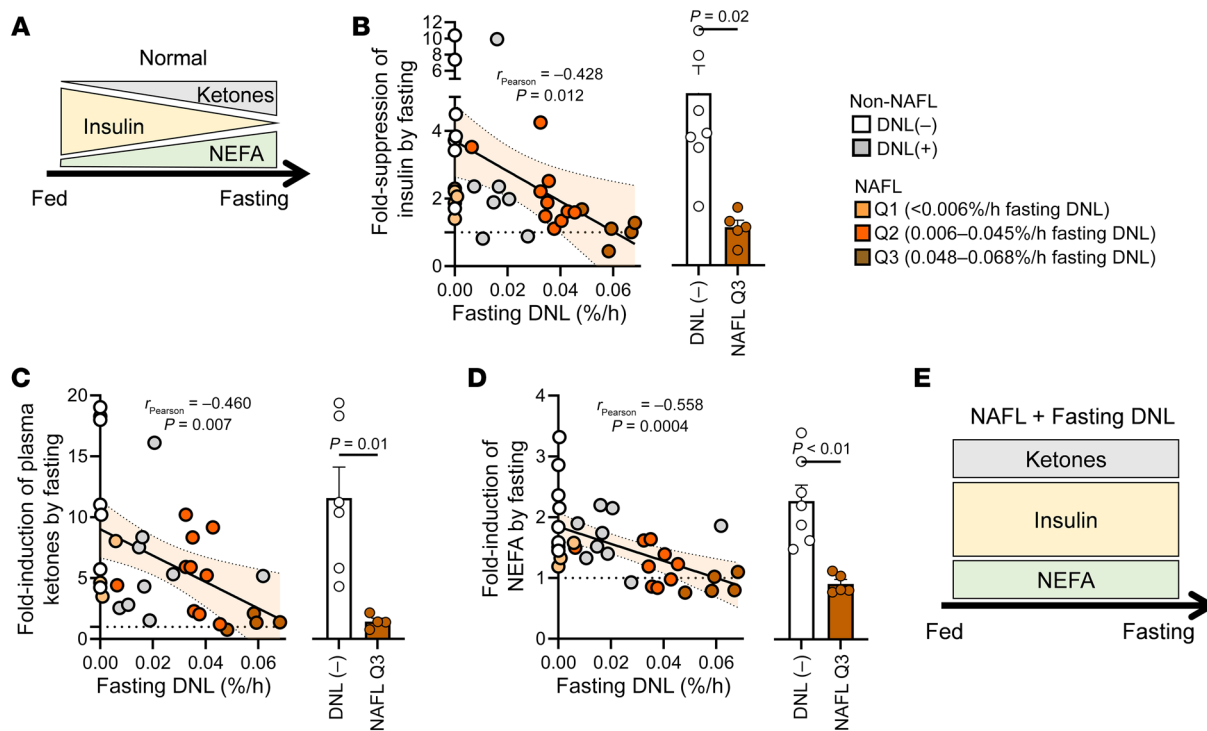 A
Normal
Ketones
Insulin
NEFA
Fed
Fasting
B
Fold-suppression of
insulin by fasting
12
10
8
6
4
2
0
rPearson = –0.428
P = 0.012
0.00
0.02
0.04
0.06
Fasting DNL (%/h)
P = 0.02
DNL (–)
NAFL Q3
Non-NAFL
DNL(–)
DNL(+)
NAFL
Q1 (<0.006%/h fasting DNL)
Q2 (0.006–0.045%/h fasting DNL)
Q3 (0.048–0.068%/h fasting DNL)
C
Fold-induction of plasma
ketones by fasting
20
15
10
5
0
rPearson = –0.460
P = 0.007
0.00
0.02
0.04
0.06
Fasting DNL (%/h)
P = 0.01
DNL (–)
NAFL Q3
D
Fold-induction of
NEFA by fasting
4
3
2
1
0
rPearson = –0.558
P = 0.0004
0.00
0.02
0.04
0.06
Fasting DNL (%/h)
P < 0.01
DNL (–)
NAFL Q3
E
NAFL + Fasting DNL
Ketones
Insulin
NEFA
Fed
Fasting